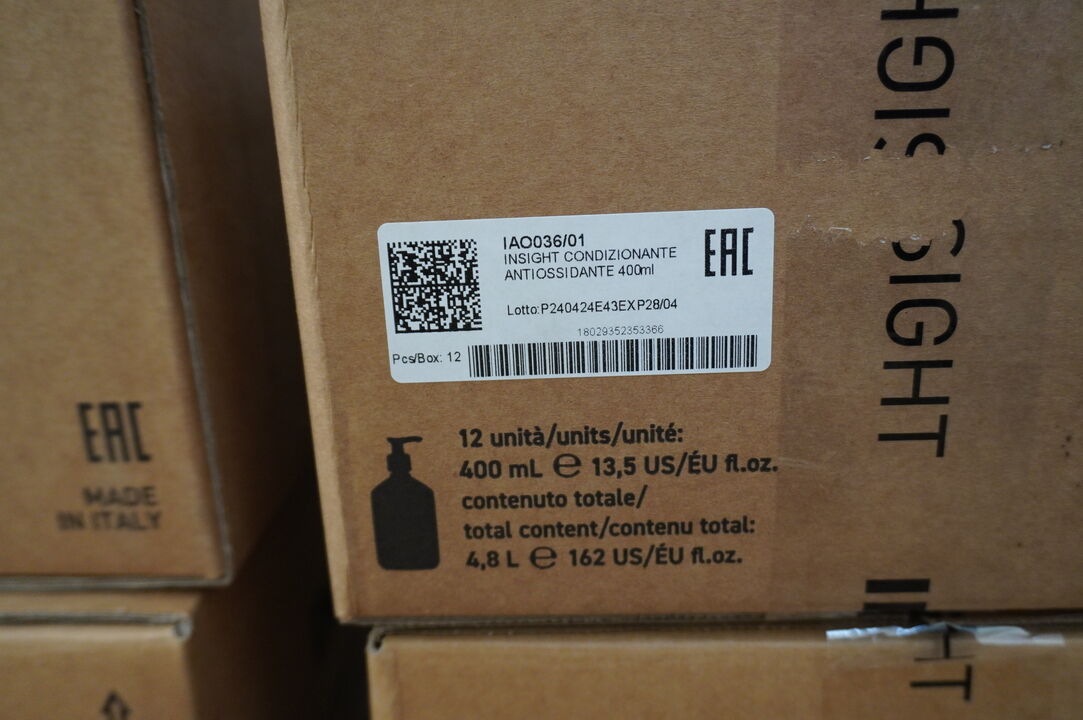 IAO036/01
INSIGHT CONDIZIONANTE
ANTIOSSIDANTE 400ml
EAC
Lotto:P240424E43EXP28/04
18029352353366
Pcs/Box: 12
12 unità/units/unité:
400 mL ℮ 13,5 US/ÉU fl.oz.
contenuto totale/
total content/contenu total:
4,8 L ℮ 162 US/ÉU fl.oz.
EAC
MADE
IN ITALY
SIGHT